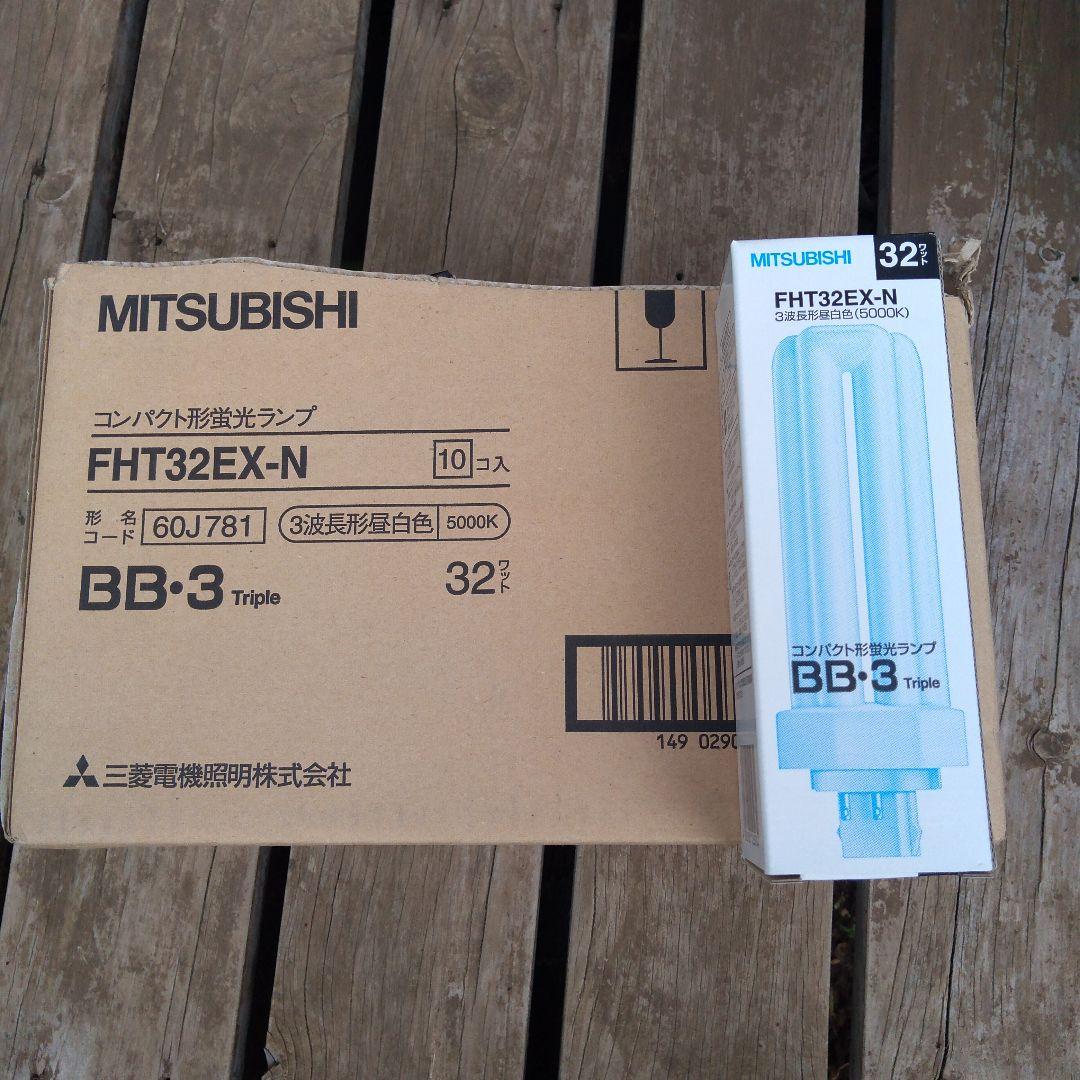 MITSUBISHI
コンパクト形蛍光ランプ
FHT32EX-N 10コ入
形名コード 60J781 3波長形昼白色 5000K
BB・3 Triple 32ワット
149 0290
三菱電機照明株式会社
MITSUBISHI 32ワット
FHT32EX-N
3波長形昼白色(5000K)
コンパクト形蛍光ランプ
BB・3 Triple